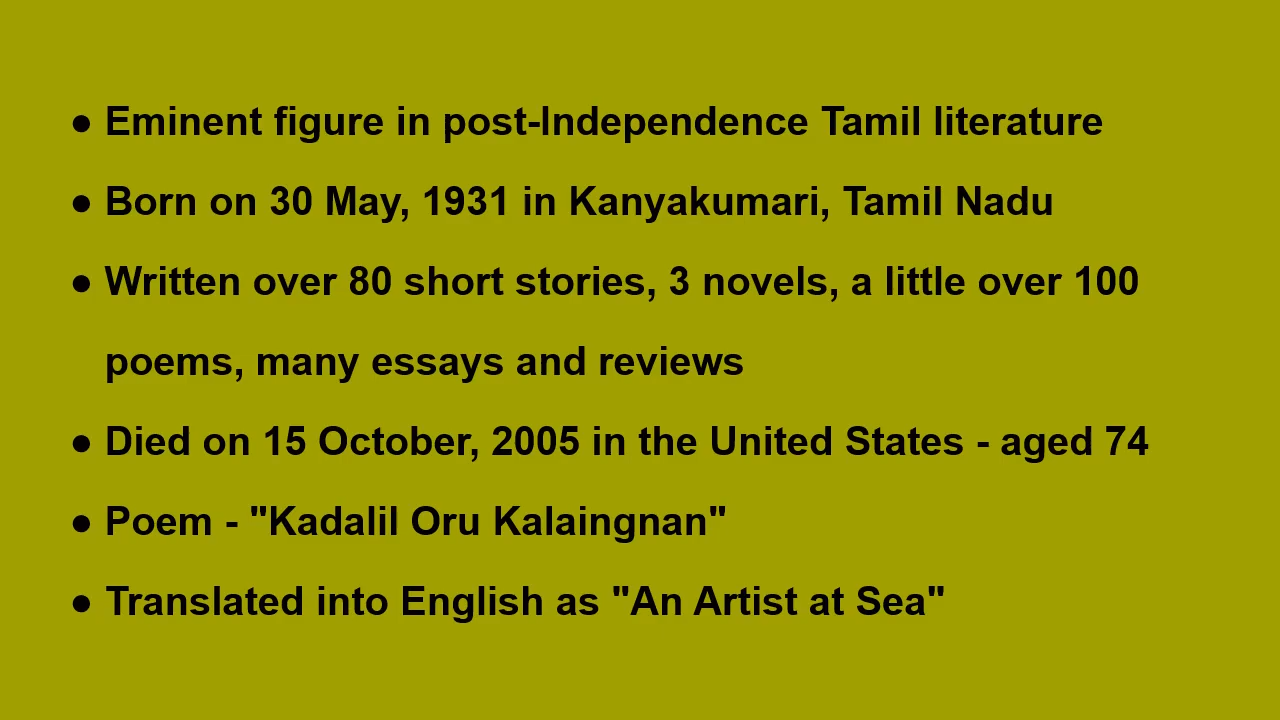 ● Eminent figure in post-Independence Tamil literature
● Born on 30 May, 1931 in Kanyakumari, Tamil Nadu
● Written over 80 short stories, 3 novels, a little over 100
poems, many essays and reviews
● Died on 15 October, 2005 in the United States - aged 74
● Poem - "Kadalil Oru Kalaingnan"
● Translated into English as "An Artist at Sea"